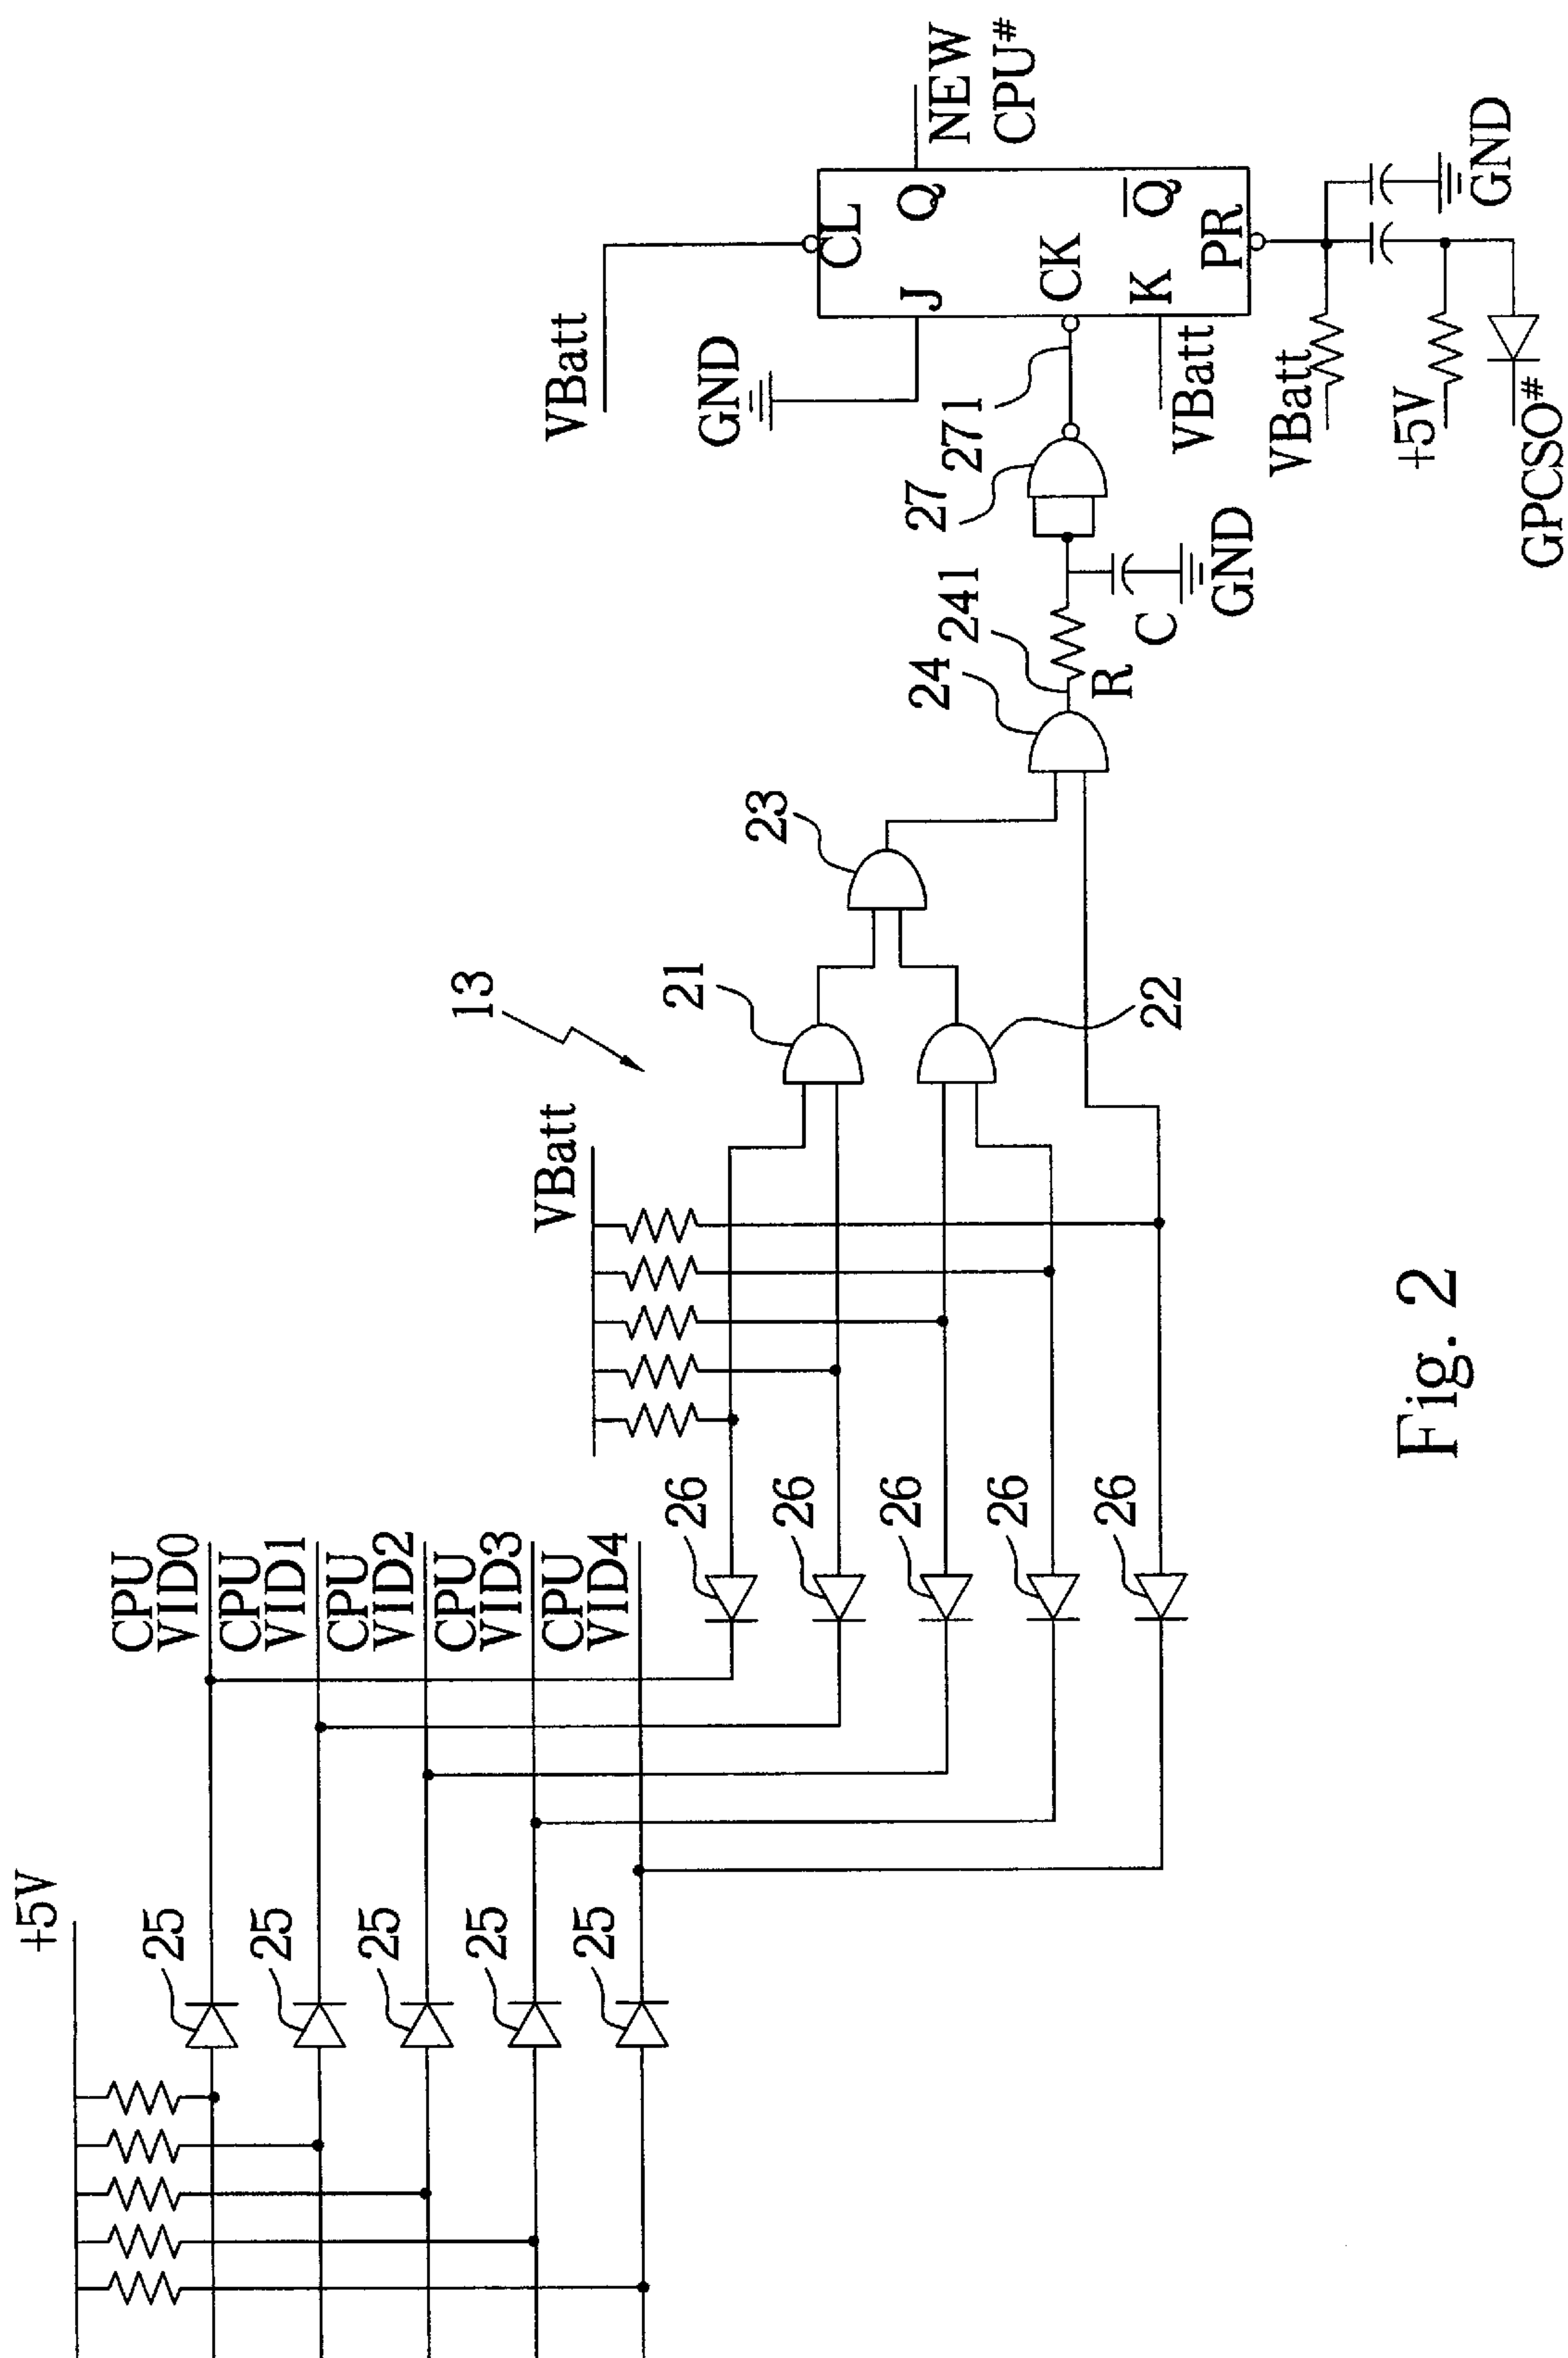 +5V
25
25
25
25
25
CPU
VID0
CPU
VID1
CPU
VID2
CPU
VID3
CPU
VID4
26
26
26
26
26
VBatt
13
21
22
23
24
241
R
C
GND
27
271
VBatt
GND
CL
J
Q
CK
K
Q̅
PR
NEW
CPU#
VBatt
VBatt
+5V
GPCSO#
GND
Fig. 2